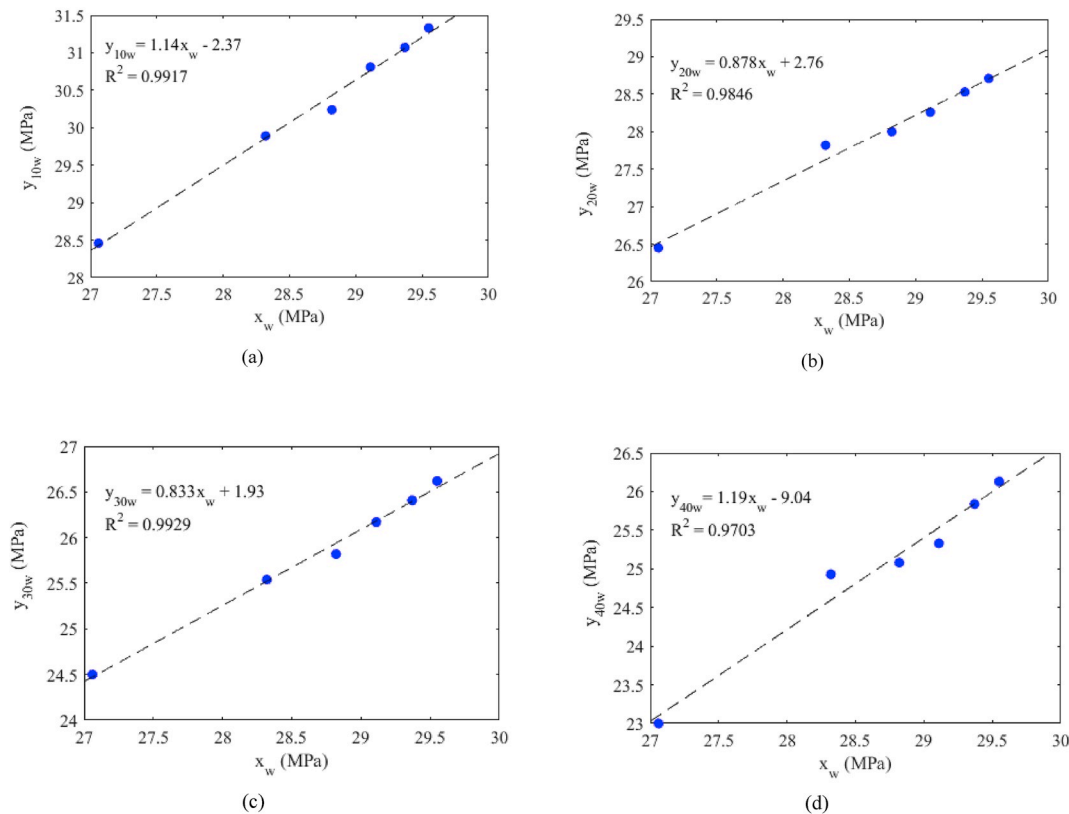 31.5
31
30.5
30
29.5
29
28.5
28
y10w (MPa)
y10w = 1.14xw - 2.37
R2 = 0.9917
27 27.5 28 28.5 29 29.5 30
xw (MPa)
(a)
29.5
29
28.5
28
27.5
27
26.5
26
y20w (MPa)
y20w = 0.878xw + 2.76
R2 = 0.9846
27 27.5 28 28.5 29 29.5 30
xw (MPa)
(b)
27
26.5
26
25.5
25
24.5
24
y30w (MPa)
y30w = 0.833xw + 1.93
R2 = 0.9929
27 27.5 28 28.5 29 29.5 30
xw (MPa)
(c)
26.5
26
25.5
25
24.5
24
23.5
23
y40w (MPa)
y40w = 1.19xw - 9.04
R2 = 0.9703
27 27.5 28 28.5 29 29.5 30
xw (MPa)
(d)